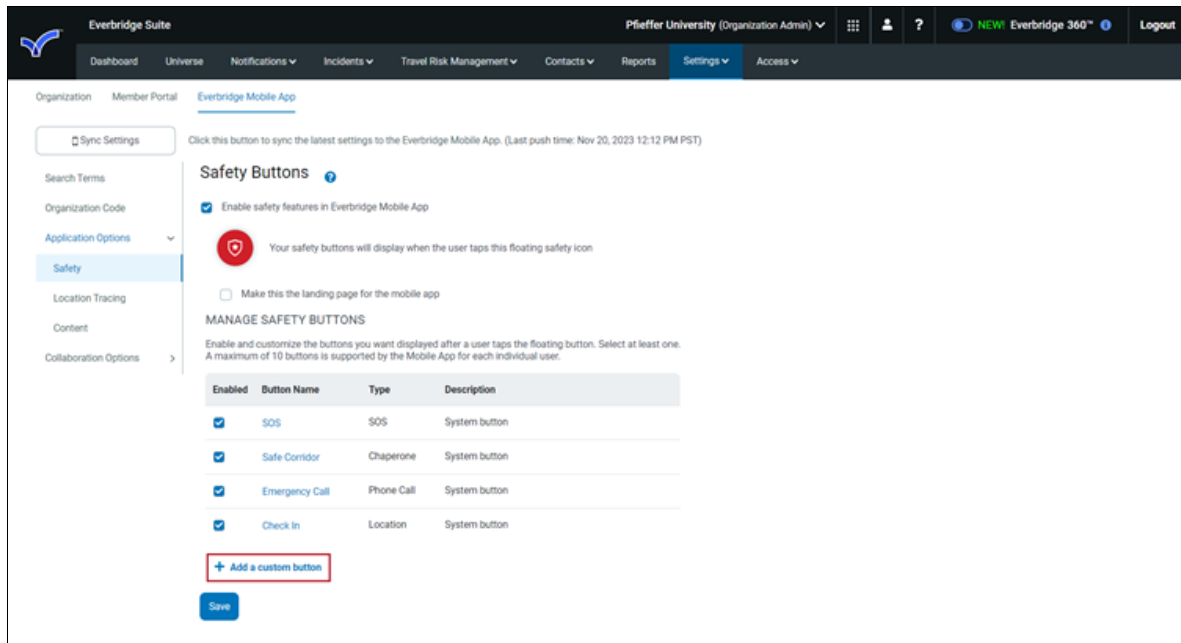 Everbridge Suite
Pfieffer University (Organization Admin)
?
NEW! Everbridge 360™
Logout
Dashboard Universe Notifications Incidents Travel Risk Management Contacts Reports Settings Access
Organization Member Portal Everbridge Mobile App
Sync Settings
Click this button to sync the latest settings to the Everbridge Mobile App. (Last push time: Nov 20, 2023 12:12 PM PST)
Search Terms
Organization Code
Application Options
Safety
Location Tracing
Content
Collaboration Options
Safety Buttons ?
Enable safety features in Everbridge Mobile App
Your safety buttons will display when the user taps this floating safety icon
Make this the landing page for the mobile app
MANAGE SAFETY BUTTONS
Enable and customize the buttons you want displayed after a user taps the floating button. Select at least one.
A maximum of 10 buttons is supported by the Mobile App for each individual user.
Enabled Button Name Type Description
SOS SOS System button
Safe Corridor Chaperone System button
Emergency Call Phone Call System button
Check In Location System button
+ Add a custom button
Save